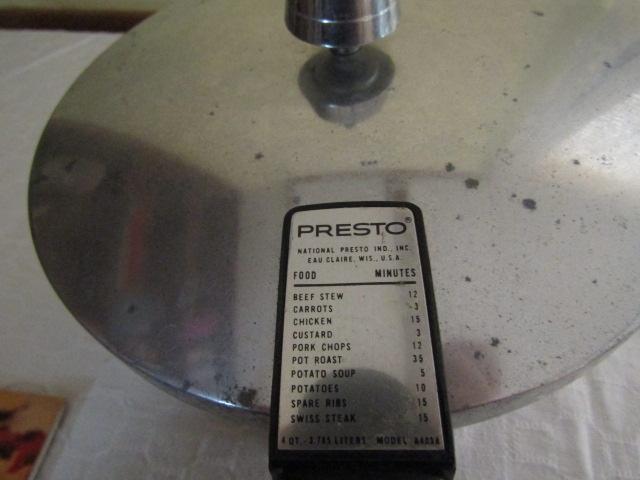 PRESTO®
NATIONAL PRESTO IND., INC.
EAU CLAIRE, WIS., U.S.A.
FOOD MINUTES
BEEF STEW 12
CARROTS 3
CHICKEN 15
CUSTARD 3
PORK CHOPS 12
POT ROAST 35
POTATO SOUP 5
POTATOES 10
SPARE RIBS 15
SWISS STEAK 15
4 QT. - 3.785 LITERS MODEL